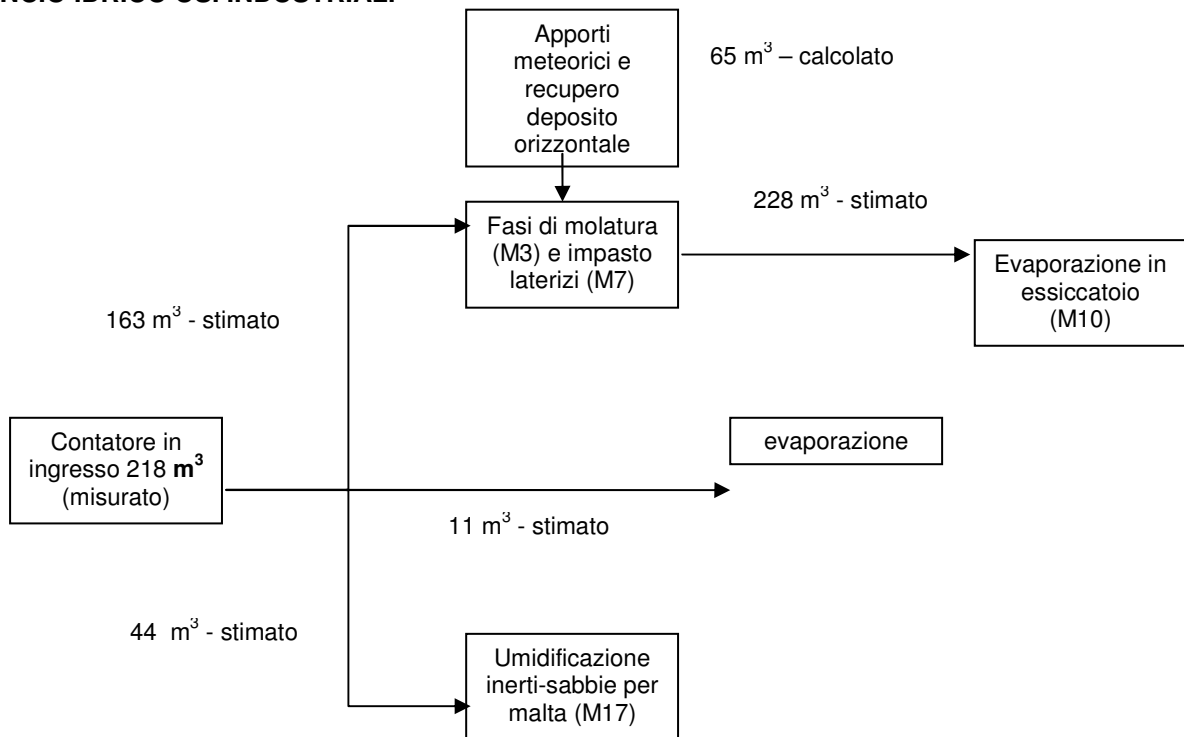 Apporti
meteorici e
recupero
deposito
orizzontale
65 m³ – calcolato
228 m³ - stimato
Fasi di molatura
(M3) e impasto
laterizi (M7)
Evaporazione in
essiccatoio
(M10)
163 m³ - stimato
Contatore in
ingresso 218 m³
(misurato)
evaporazione
11 m³ - stimato
44 m³ - stimato
Umidificazione
inerti-sabbie per
malta (M17)